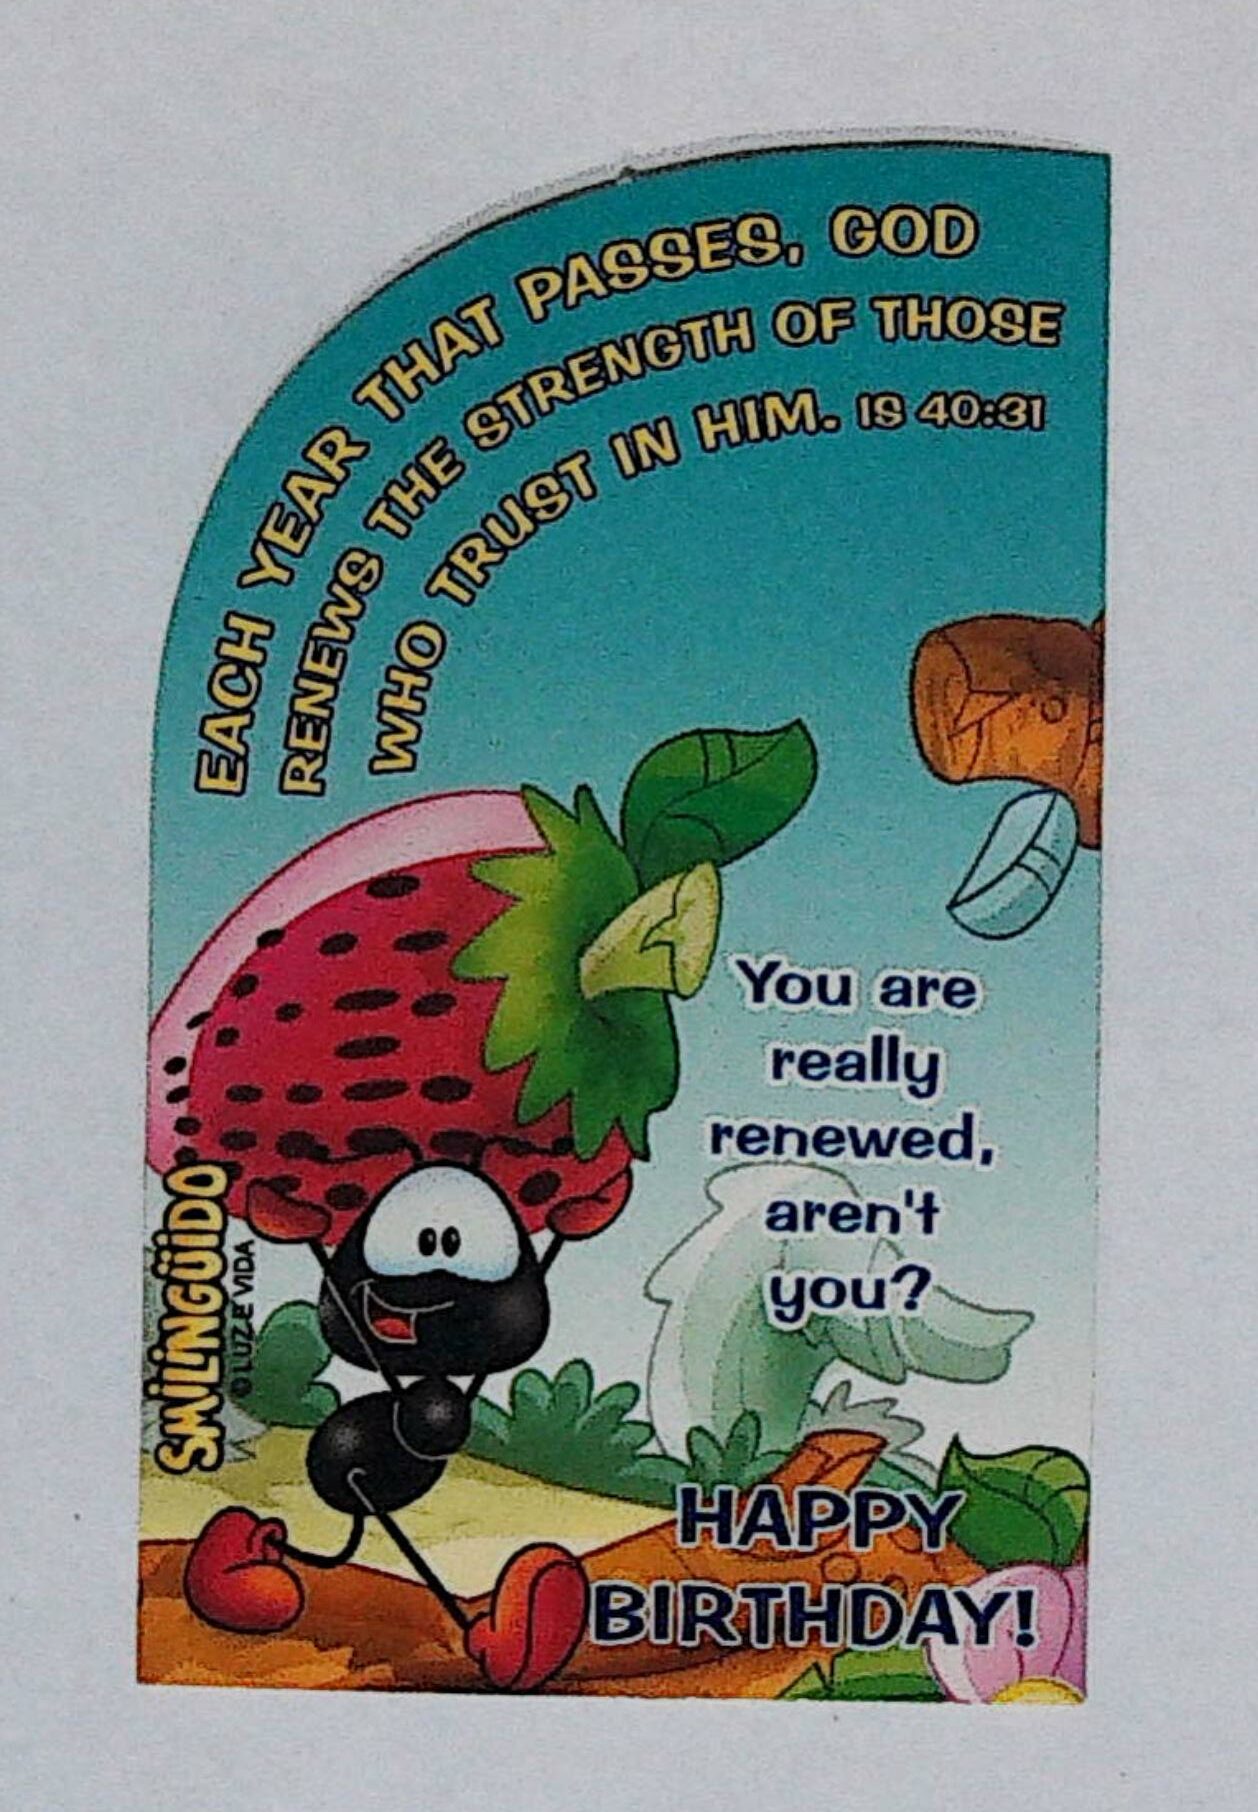 EACH YEAR THAT PASSES, GOD
RENEWS THE STRENGTH OF THOSE
WHO TRUST IN HIM. IS 40:31
You are
really
renewed,
aren't
you?
SMILINGÜIDO
© LUZ E VIDA
HAPPY
BIRTHDAY!